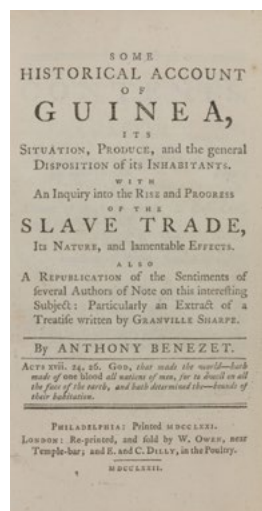 SOME
HISTORICAL ACCOUNT
OF
GUINEA,
ITS
SITUATION, PRODUCE, and the general
DISPOSITION of its INHABITANTS.
WITH
An Inquiry into the RISE and PROGRESS
OF THE
SLAVE TRADE,
Its NATURE, and lamentable EFFECTS.
ALSO
A REPUBLICATION of the Sentiments of
ſeveral Authors of Note on this intereſting
Subject: Particularly an Extract of a
Treatiſe written by GRANVILLE SHARPE.
By ANTHONY BENEZET.
ACTS xvii. 24, 26. GOD, that made the world—hath
made of one blood all nations of men, for to dwell on all
the face of the earth, and hath determined the—bounds of
their habitation.
PHILADELPHIA: Printed MDCCLXXI.
LONDON: Re-printed, and ſold by W. OWEN, near
Temple-bar; and E. and C. DILLY, in the Poultry.
MDCCLXXII.